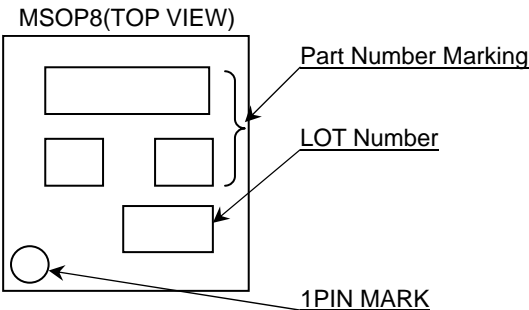 MSOP8(TOP VIEW)
Part Number Marking
LOT Number
1PIN MARK